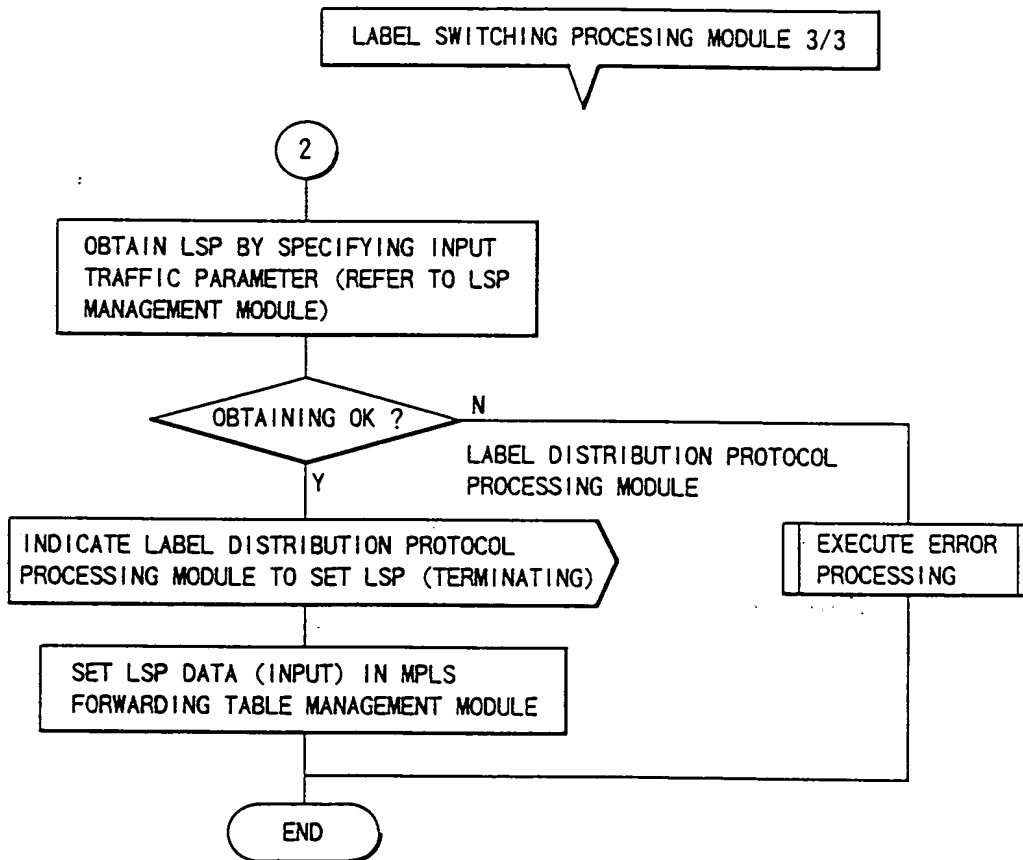 LABEL SWITCHING PROCESING MODULE 3/3
2
OBTAIN LSP BY SPECIFYING INPUT
TRAFFIC PARAMETER (REFER TO LSP
MANAGEMENT MODULE)
OBTAINING OK ?
N
Y
LABEL DISTRIBUTION PROTOCOL
PROCESSING MODULE
INDICATE LABEL DISTRIBUTION PROTOCOL
PROCESSING MODULE TO SET LSP (TERMINATING)
EXECUTE ERROR
PROCESSING
SET LSP DATA (INPUT) IN MPLS
FORWARDING TABLE MANAGEMENT MODULE
END